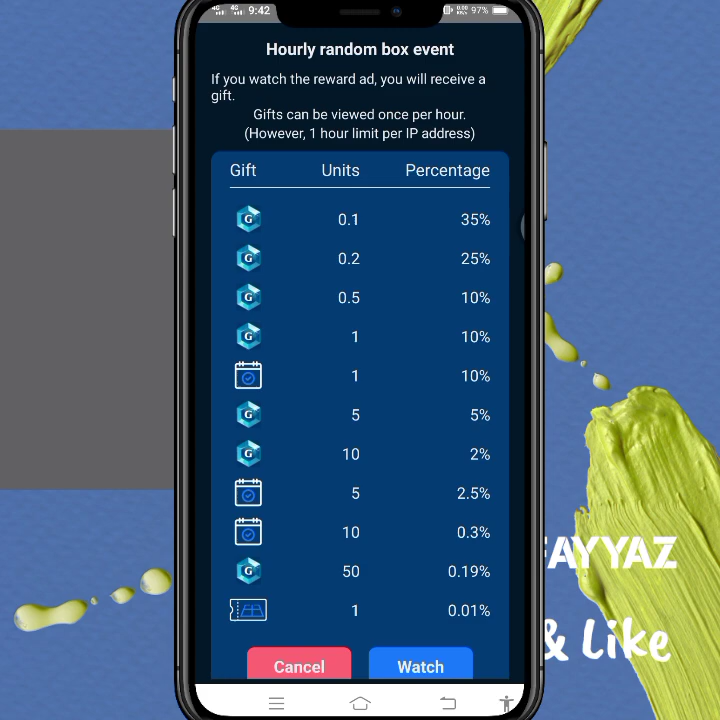 4G 4G 9:42 97%
Hourly random box event
If you watch the reward ad, you will receive a
gift.
Gifts can be viewed once per hour.
(However, 1 hour limit per IP address)
Gift Units Percentage
G 0.1 35%
G 0.2 25%
G 0.5 10%
G 1 10%
1 10%
G 5 5%
G 10 2%
5 2.5%
10 0.3%
G 50 0.19%
1 0.01%
Cancel Watch
FAYYAZ
& Like